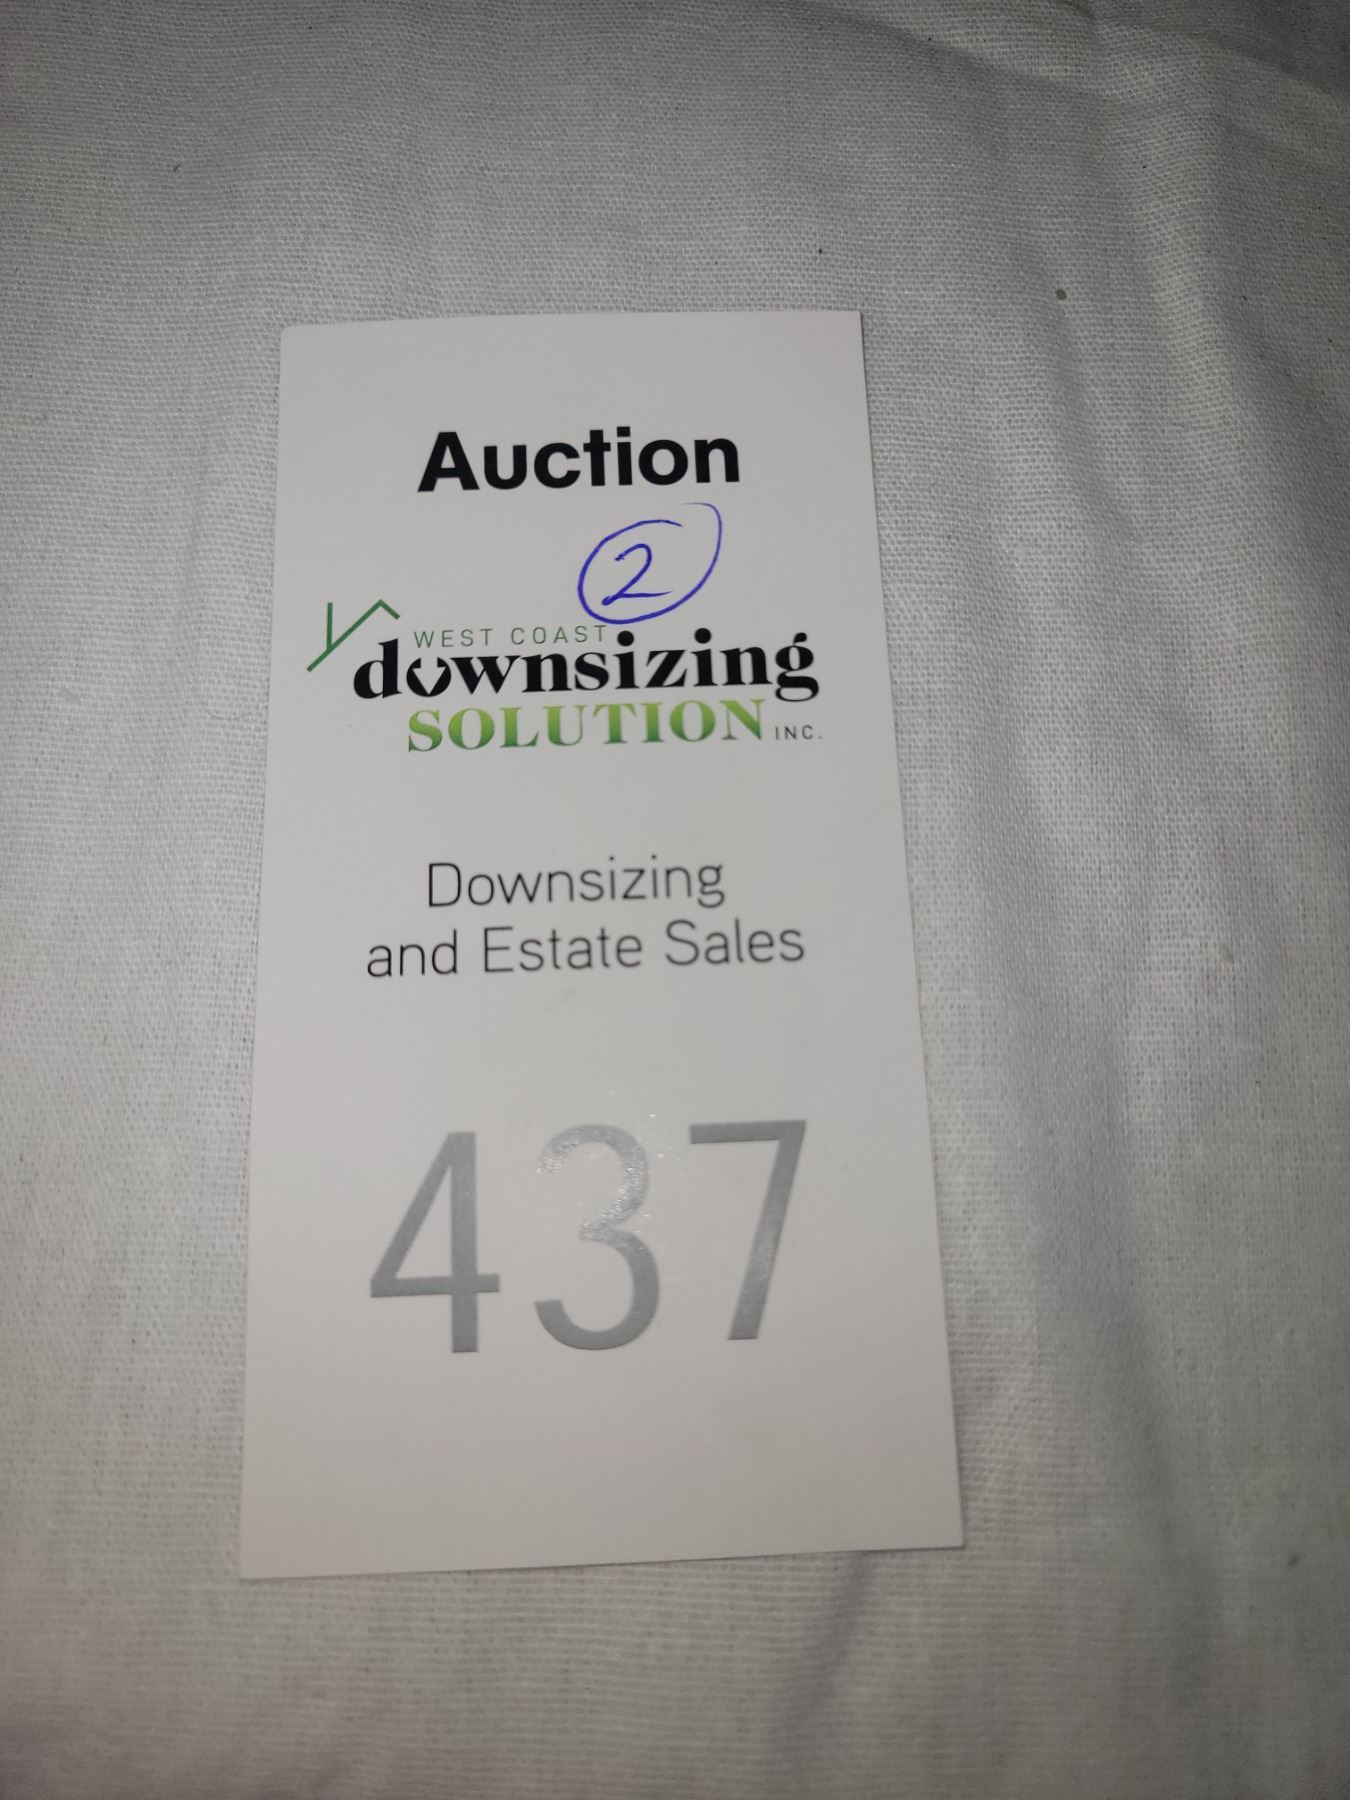 Auction
2
WEST COAST
downsizing
SOLUTION INC.
Downsizing
and Estate Sales
437